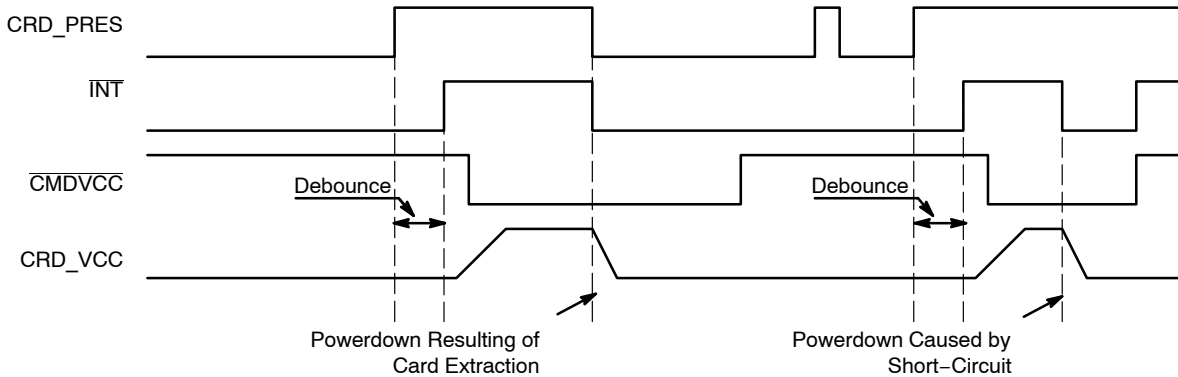 CRD_PRES
INT
CMDVCC
Debounce
Debounce
CRD_VCC
Powerdown Resulting of
Card Extraction
Powerdown Caused by
Short−Circuit